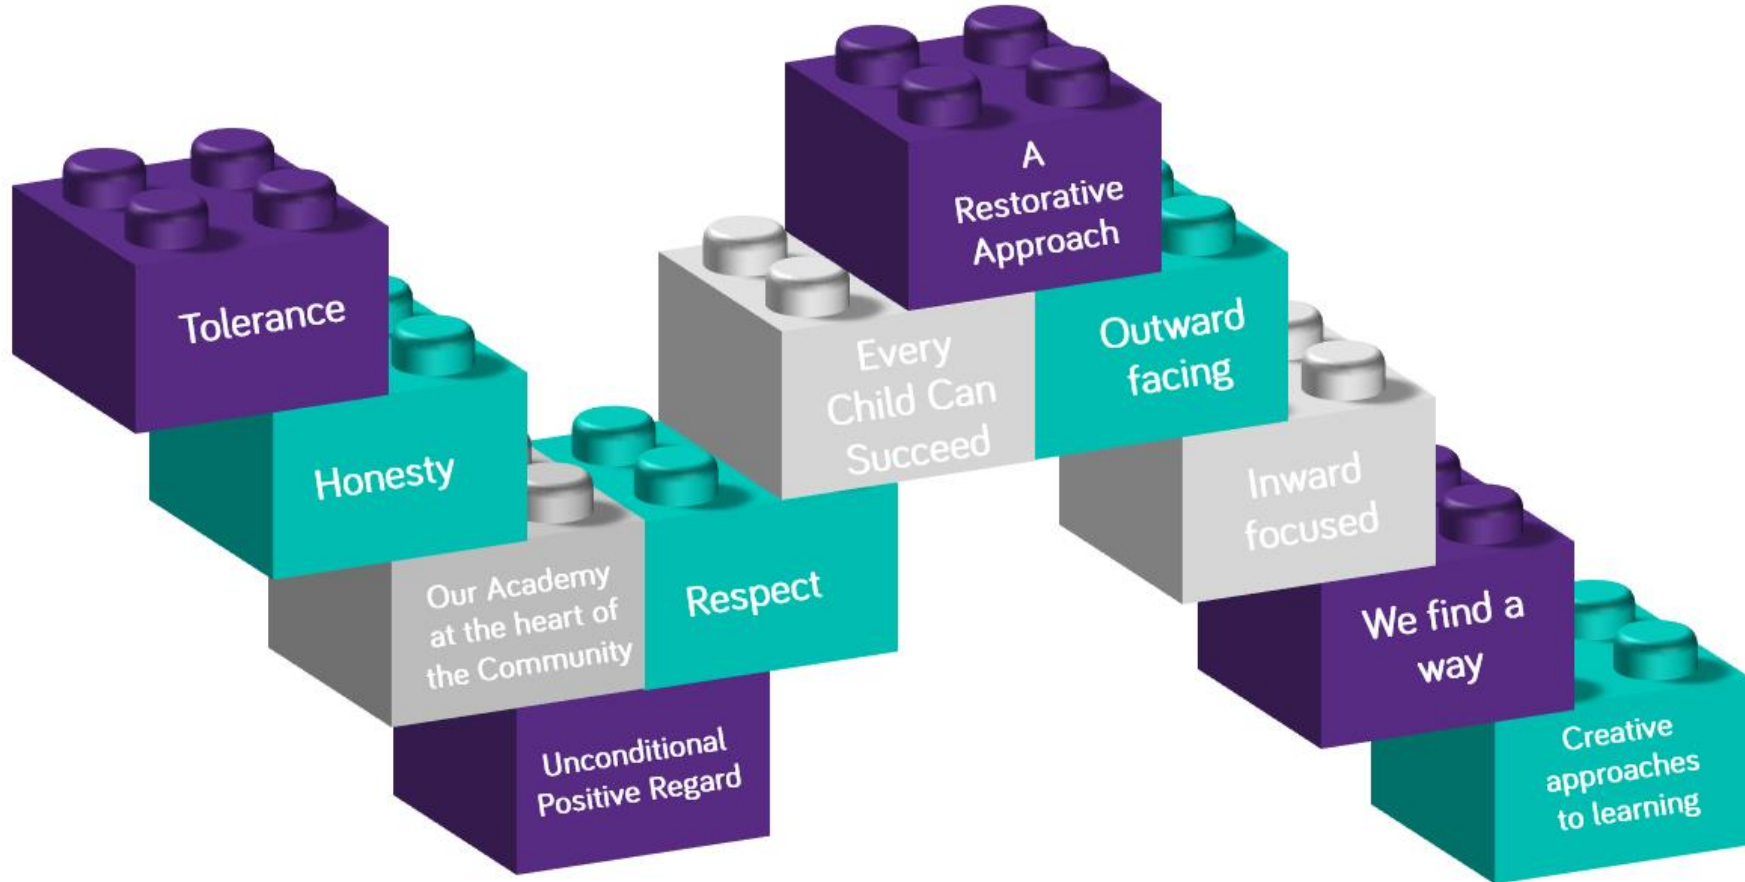 Tolerance
Honesty
Our Academy
at the heart of
the Community
Respect
Unconditional
Positive Regard
Every
Child Can
Succeed
A
Restorative
Approach
Outward
facing
Inward
focused
We find a
way
Creative
approaches
to learning